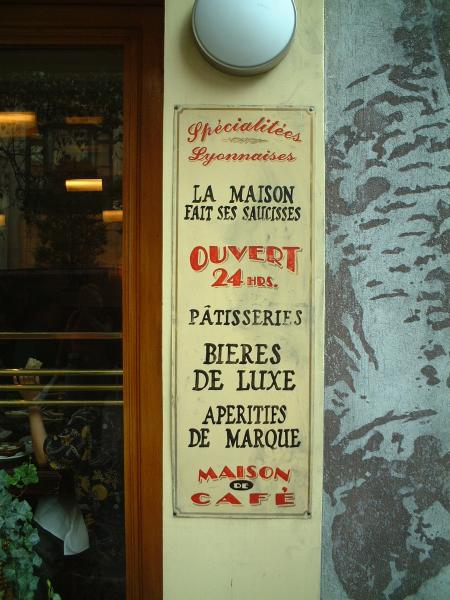 Spécialitées
Lyonnaises
LA MAISON
FAIT SES SAUCISSES
OUVERT
24 HRS.
PÂTISSERIES
BIERES
DE LUXE
APERITIFS
DE MARQUE
MAISON
DE
CAFÉ